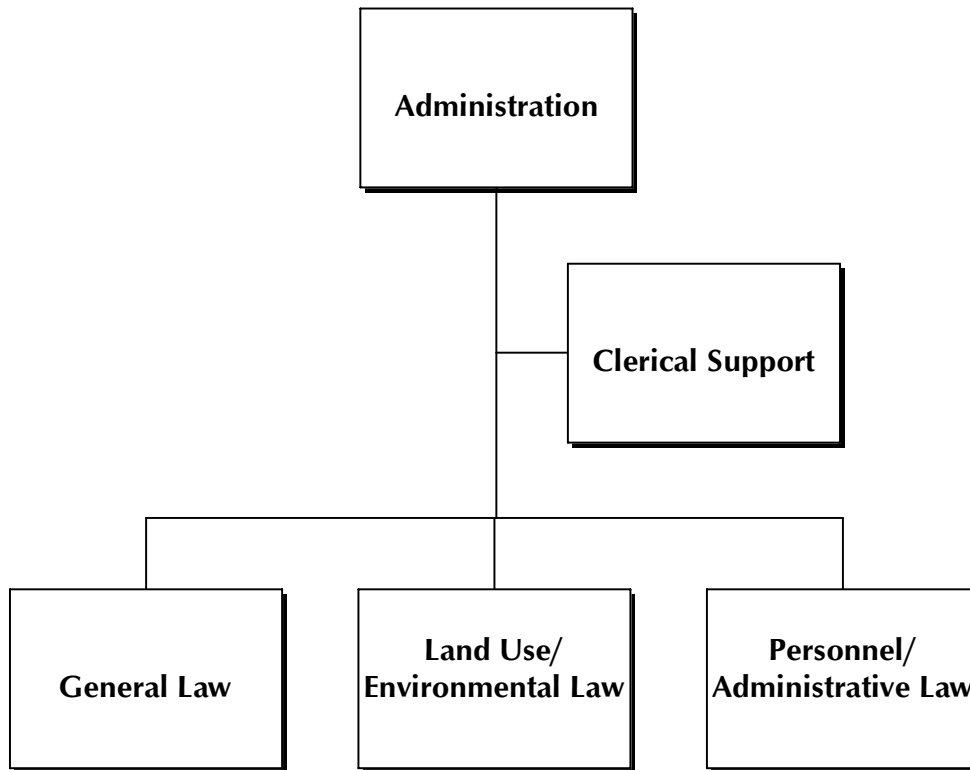 Administration
Clerical Support
General Law
Land Use/
Environmental Law
Personnel/
Administrative Law